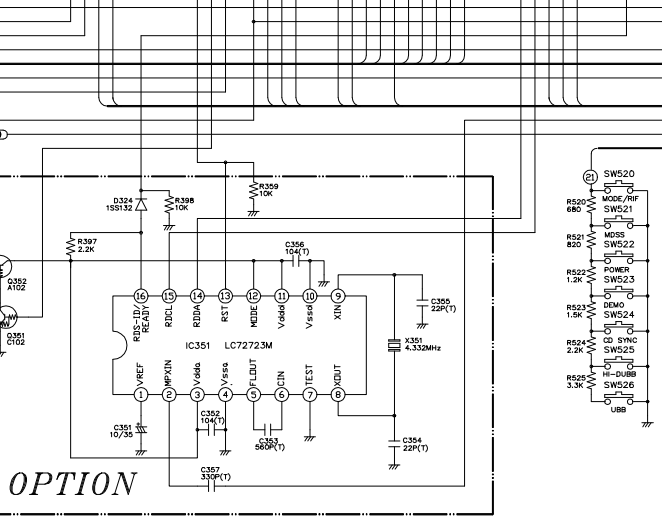 D324
1SS132
R398
10K
R359
10K
R397
2.2K
C356
104(T)
Q352
A102
Q351
C102
16
15
14
13
12
11
10
9
RDS-ID/
READY
RDCL
RDDA
RST
MODE
Vddd
Vssd
XIN
IC351 LC72723M
VREF
MPXIN
Vdda
Vssa
FLOUT
CIN
TEST
XOUT
1
2
3
4
5
6
7
8
C355
22P(T)
X351
4.332MHz
C351
10/35
C352
104(T)
C353
560P(T)
C354
22P(T)
C357
330P(T)
OPTION
21
SW520
MODE/RIF
R520
680
SW521
MDSS
R521
820
SW522
POWER
R522
1.2K
SW523
DEMO
R523
1.5K
SW524
CD SYNC
R524
2.2K
SW525
HI-DUBB
R525
3.3K
SW526
UBB